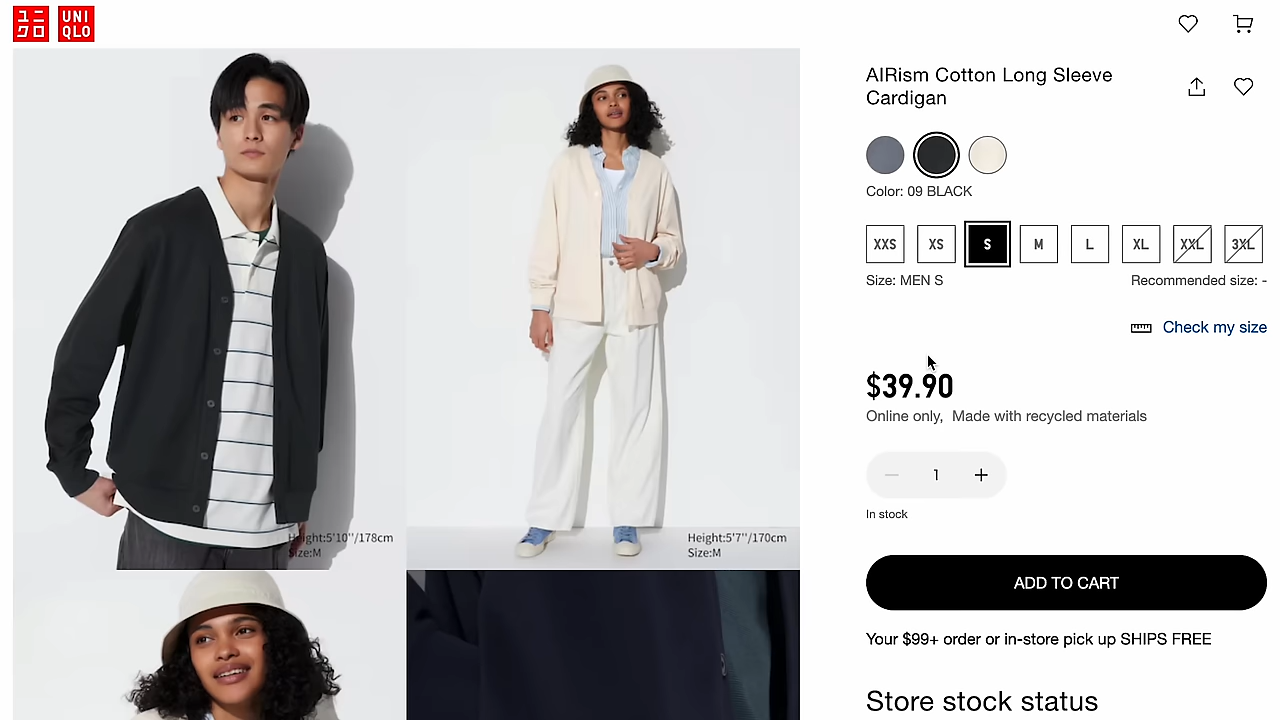 ユニ
クロ
UNI
QLO
AIRism Cotton Long Sleeve
Cardigan
Color: 09 BLACK
XXS XS S M L XL XXL 3XL
Size: MEN S
Recommended size: -
Check my size
$39.90
Online only, Made with recycled materials
1
In stock
ADD TO CART
Your $99+ order or in-store pick up SHIPS FREE
Store stock status
Height:5'10''/178cm
Size:M
Height:5'7''/170cm
Size:M